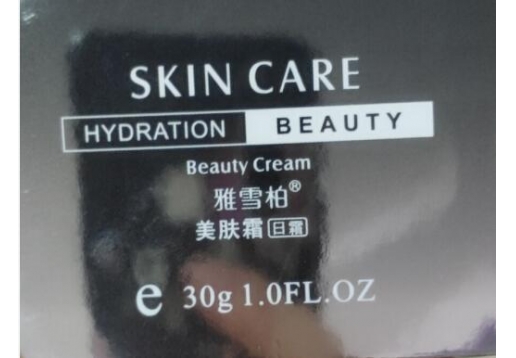 SKIN CARE
HYDRATION BEAUTY
Beauty Cream
雅雪柏®
美肤霜 日霜
e 30g 1.0FL.OZ